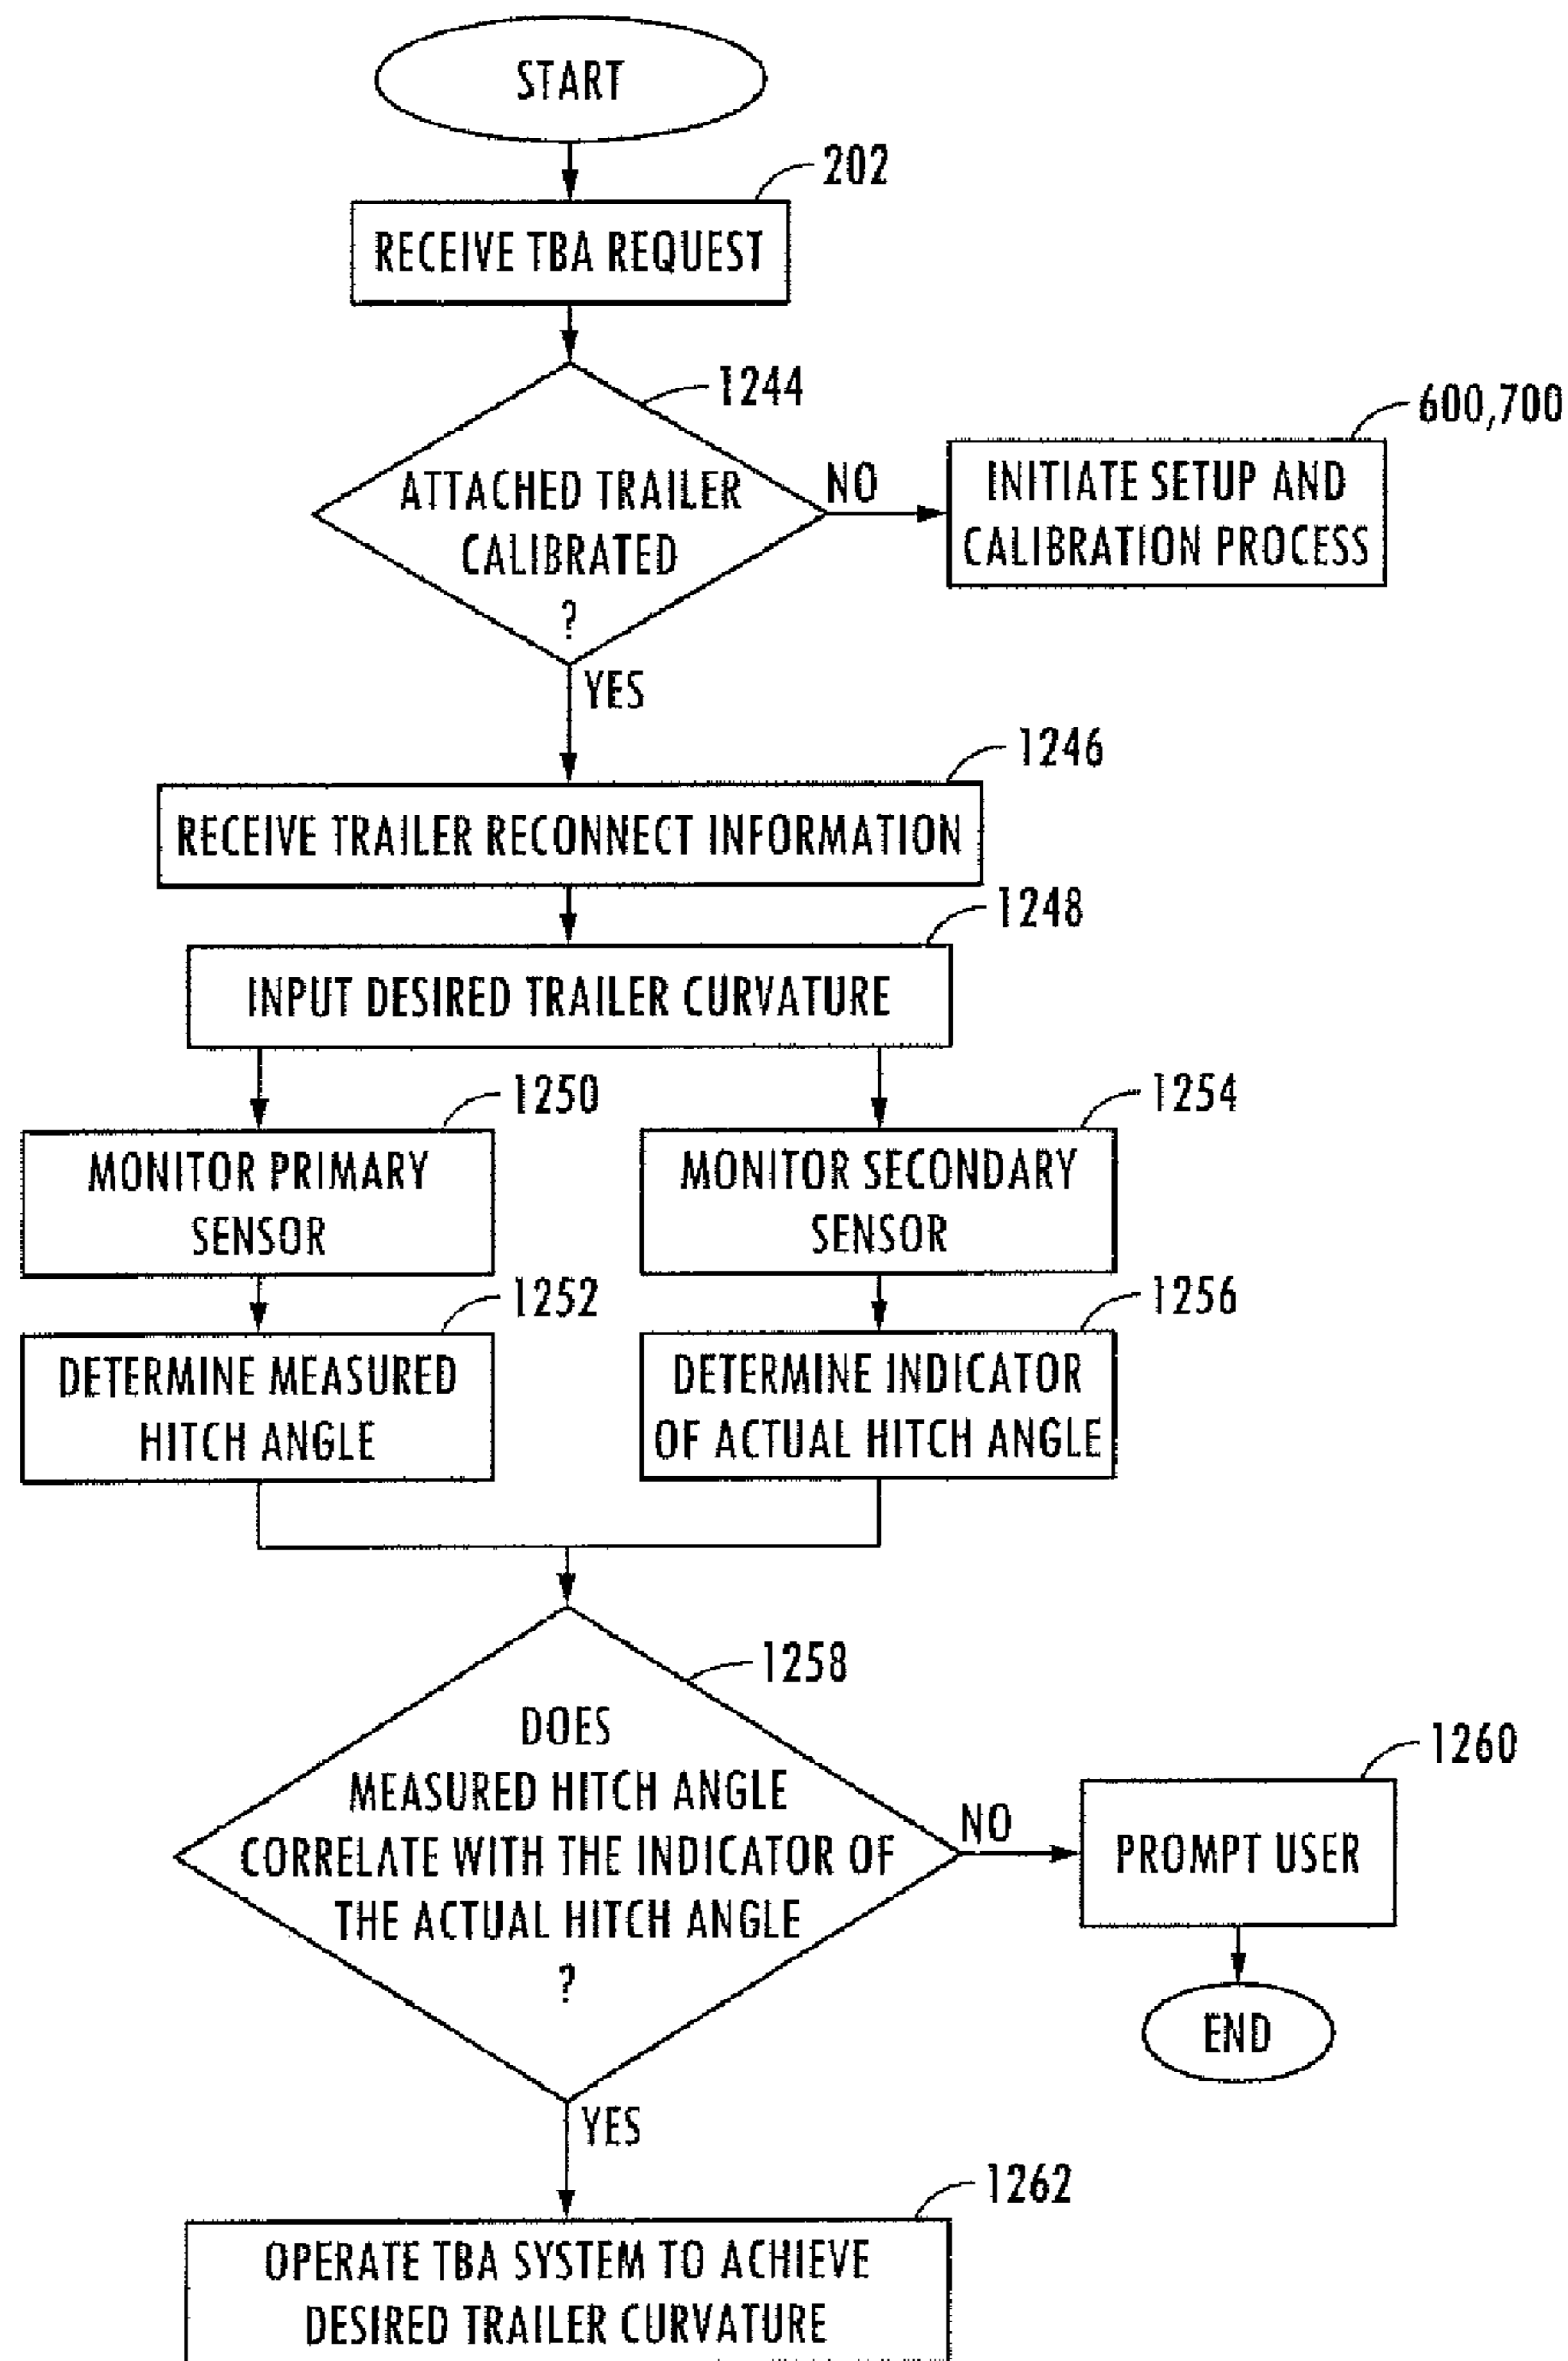 START
202
RECEIVE TBA REQUEST
1244
ATTACHED TRAILER
CALIBRATED
?
NO
600,700
INITIATE SETUP AND
CALIBRATION PROCESS
YES
1246
RECEIVE TRAILER RECONNECT INFORMATION
1248
INPUT DESIRED TRAILER CURVATURE
1250
MONITOR PRIMARY
SENSOR
1254
MONITOR SECONDARY
SENSOR
1252
DETERMINE MEASURED
HITCH ANGLE
1256
DETERMINE INDICATOR
OF ACTUAL HITCH ANGLE
1258
DOES
MEASURED HITCH ANGLE
CORRELATE WITH THE INDICATOR OF
THE ACTUAL HITCH ANGLE
?
NO
1260
PROMPT USER
END
YES
1262
OPERATE TBA SYSTEM TO ACHIEVE
DESIRED TRAILER CURVATURE